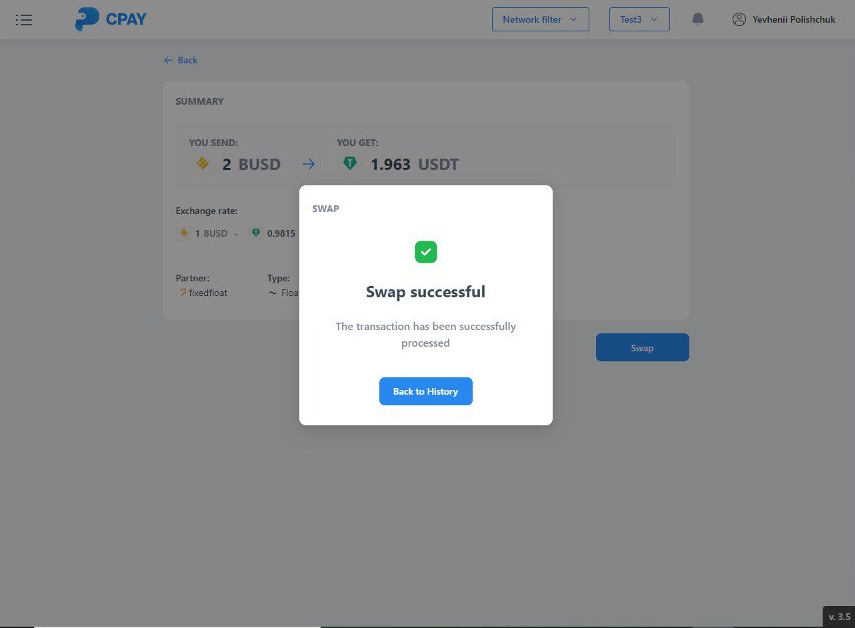 CPAY
Network filter
Test3
Yevhenii Polishchuk
← Back
SUMMARY
YOU SEND:
YOU GET:
2 BUSD → 1.963 USDT
Exchange rate:
1 BUSD - 0.9815
Partner:
Type:
fixedfloat
~ Floa
SWAP
Swap successful
The transaction has been successfully
processed
Back to History
Swap
v. 3.5